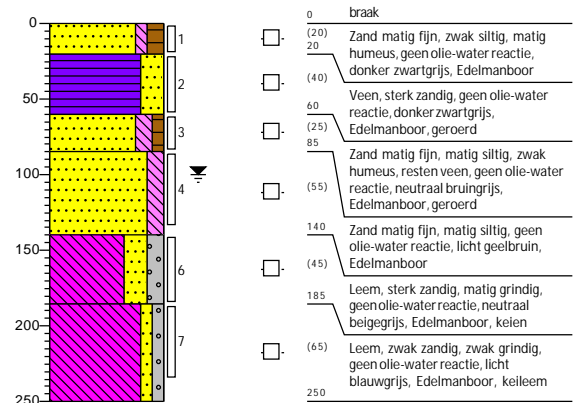 0
50
100
150
200
250
1
2
3
4
6
7
0 braak
(20)
20
Zand matig fijn, zwak siltig, matig
humeus, geen olie-water reactie,
donker zwartgrijs, Edelmanboor
(40)
60
Veen, sterk zandig, geen olie-water
reactie, donker zwartgrijs,
Edelmanboor, geroerd
(25)
85
Zand matig fijn, matig siltig, zwak
humeus, resten veen, geen olie-water
reactie, neutraal bruingrijs,
Edelmanboor, geroerd
(55)
140
Zand matig fijn, matig siltig, geen
olie-water reactie, licht geelbruin,
Edelmanboor
(45)
185
Leem, sterk zandig, matig grindig,
geen olie-water reactie, neutraal
beigegrijs, Edelmanboor, keien
(65)
Leem, zwak zandig, zwak grindig,
geen olie-water reactie, licht
blauwgrijs, Edelmanboor, keileem
250